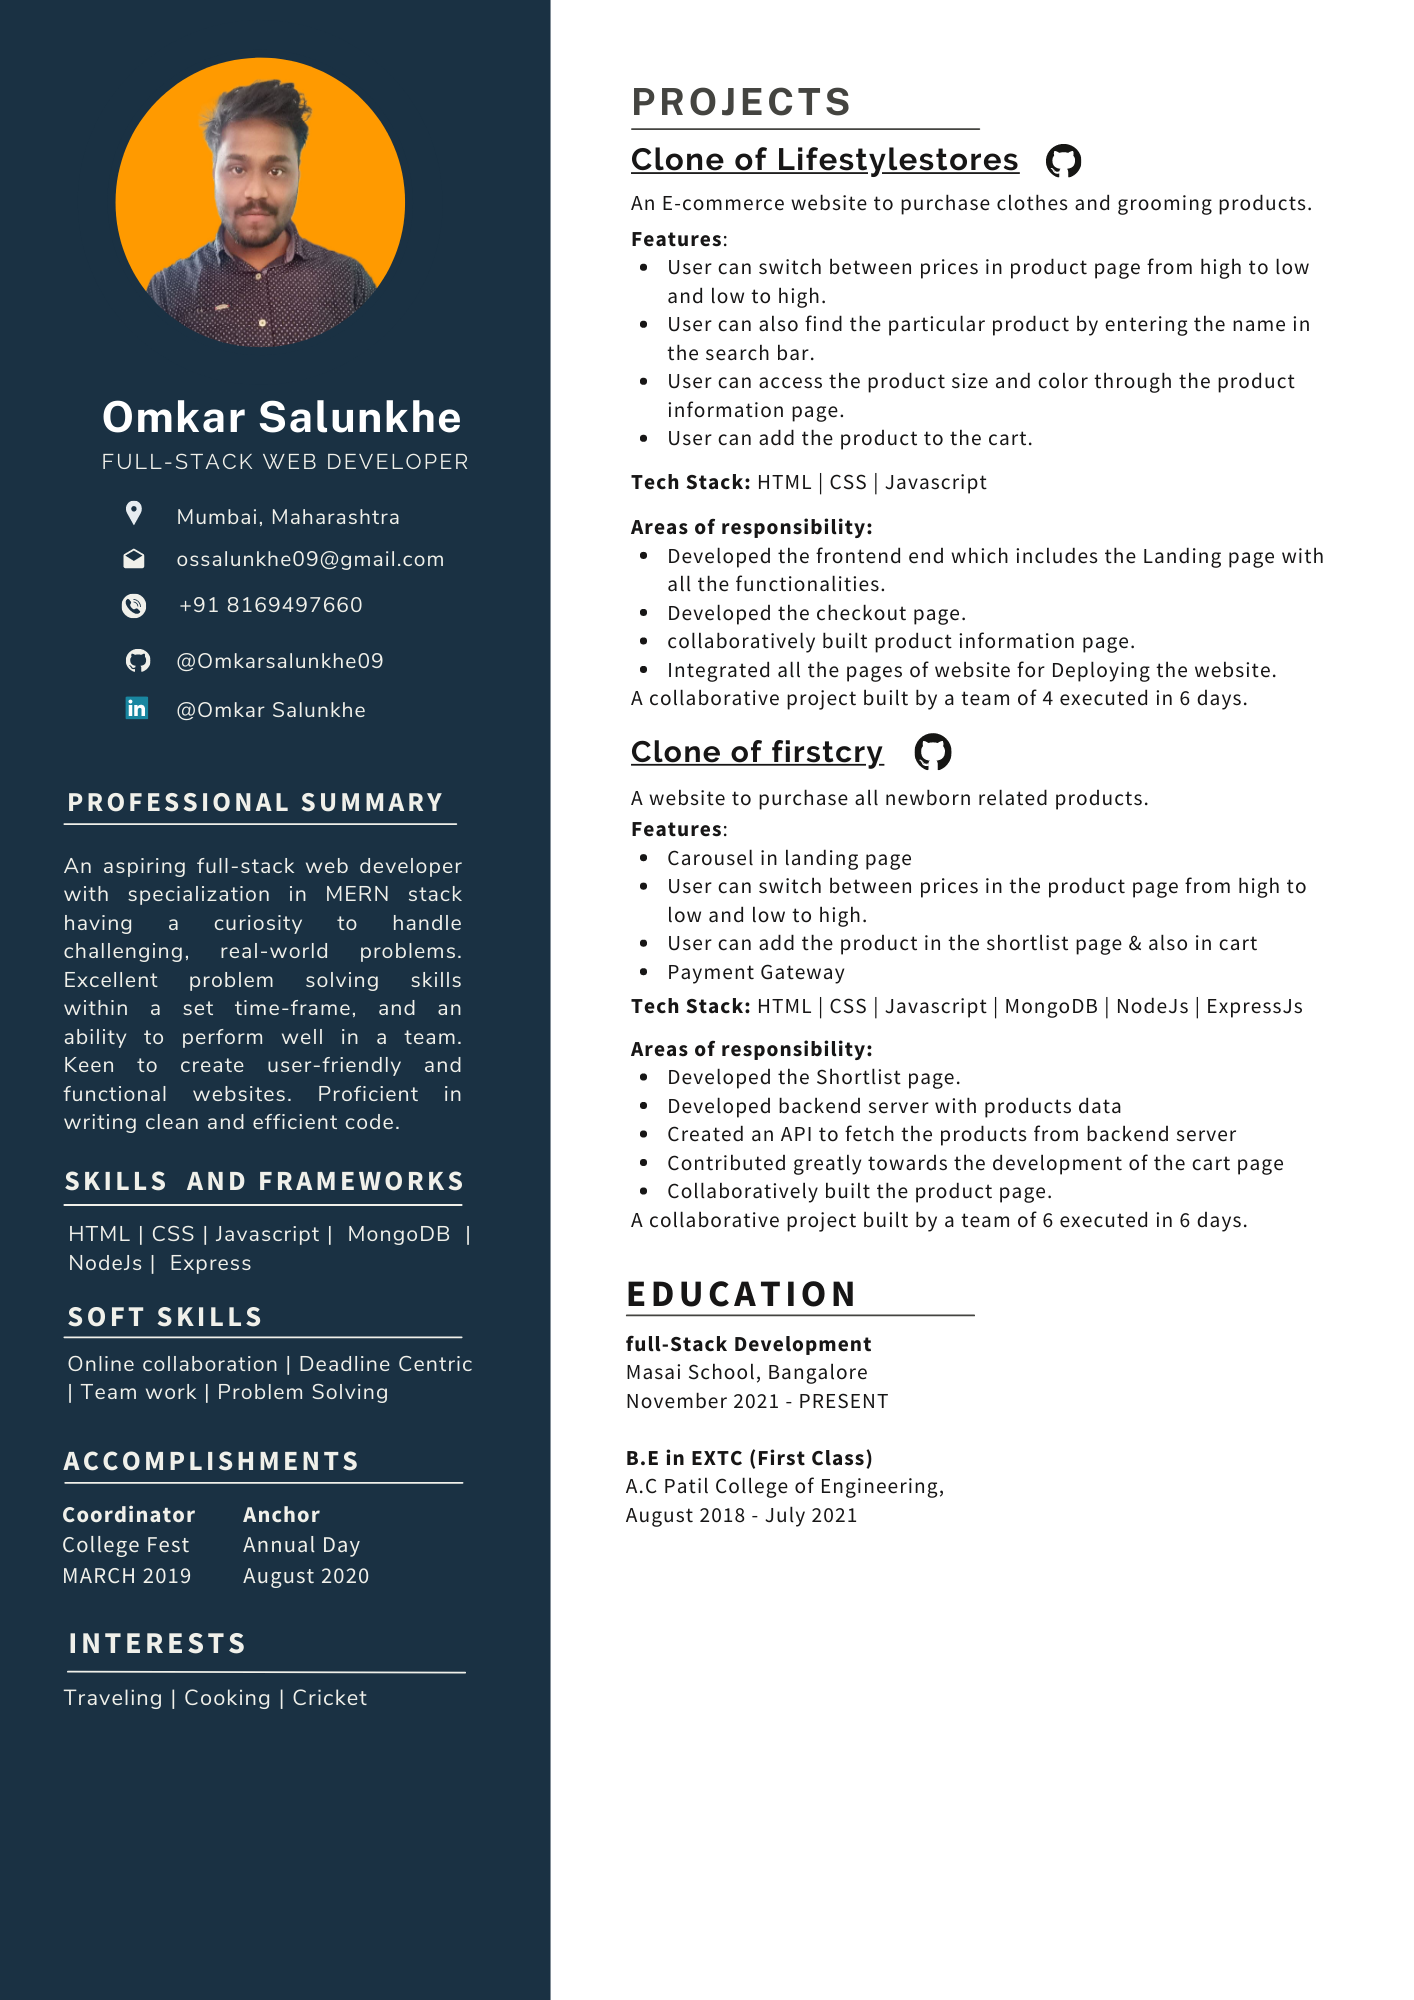 Omkar Salunkhe
FULL-STACK WEB DEVELOPER
Mumbai, Maharashtra
ossalunkhe09@gmail.com
+91 8169497660
@Omkarsalunkhe09
in
@Omkar Salunkhe
PROFESSIONAL SUMMARY
An aspiring full-stack web developer
with specialization in MERN stack
having a curiosity to handle
challenging, real-world problems.
Excellent problem solving skills
within a set time-frame, and an
ability to perform well in a team.
Keen to create user-friendly and
functional websites. Proficient in
writing clean and efficient code.
SKILLS AND FRAMEWORKS
HTML | CSS | Javascript | MongoDB |
NodeJs | Express
SOFT SKILLS
Online collaboration | Deadline Centric
| Team work | Problem Solving
ACCOMPLISHMENTS
Coordinator
College Fest
MARCH 2019
Anchor
Annual Day
August 2020
INTERESTS
Traveling | Cooking | Cricket
PROJECTS
Clone of Lifestylestores
An E-commerce website to purchase clothes and grooming products.
Features:
• User can switch between prices in product page from high to low
and low to high.
• User can also find the particular product by entering the name in
the search bar.
• User can access the product size and color through the product
information page.
• User can add the product to the cart.
Tech Stack: HTML | CSS | Javascript
Areas of responsibility:
• Developed the frontend end which includes the Landing page with
all the functionalities.
• Developed the checkout page.
• collaboratively built product information page.
• Integrated all the pages of website for Deploying the website.
A collaborative project built by a team of 4 executed in 6 days.
Clone of firstcry
A website to purchase all newborn related products.
Features:
• Carousel in landing page
• User can switch between prices in the product page from high to
low and low to high.
• User can add the product in the shortlist page & also in cart
• Payment Gateway
Tech Stack: HTML | CSS | Javascript | MongoDB | NodeJs | ExpressJs
Areas of responsibility:
• Developed the Shortlist page.
• Developed backend server with products data
• Created an API to fetch the products from backend server
• Contributed greatly towards the development of the cart page
• Collaboratively built the product page.
A collaborative project built by a team of 6 executed in 6 days.
EDUCATION
full-Stack Development
Masai School, Bangalore
November 2021 - PRESENT
B.E in EXTC (First Class)
A.C Patil College of Engineering,
August 2018 - July 2021